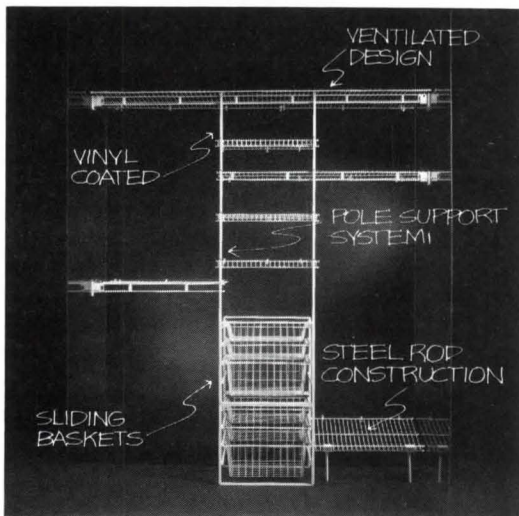 VENTILATED
DESIGN
VINYL
COATED
POLE SUPPORT
SYSTEM
STEEL ROD
CONSTRUCTION
SLIDING
BASKETS